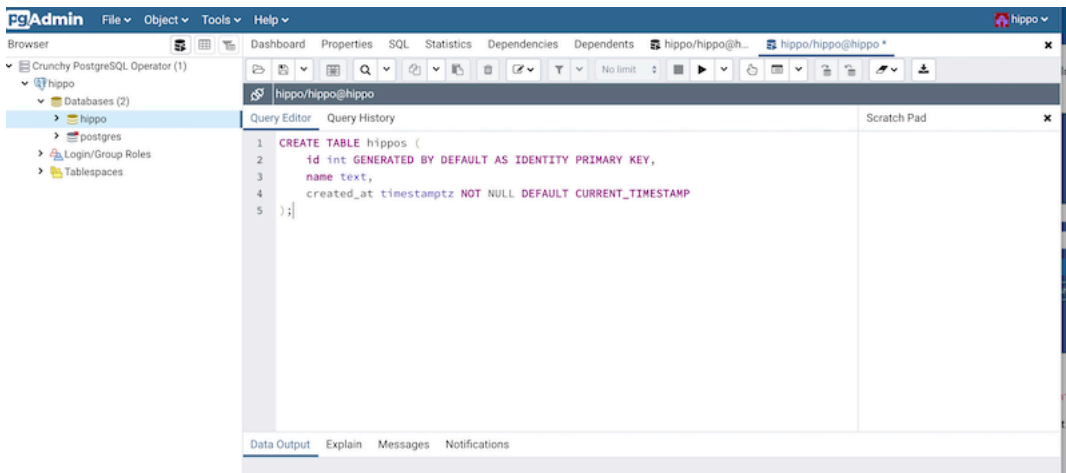 pgAdmin File Object Tools Help hippo
Browser
Dashboard Properties SQL Statistics Dependencies Dependents hippo/hippo@h... hippo/hippo@hippo *
Crunchy PostgreSQL Operator (1)
hippo
Databases (2)
hippo
postgres
Login/Group Roles
Tablespaces
No limit
hippo/hippo@hippo
Query Editor Query History
Scratch Pad
1 CREATE TABLE hippos (
2 id int GENERATED BY DEFAULT AS IDENTITY PRIMARY KEY,
3 name text,
4 created_at timestamptz NOT NULL DEFAULT CURRENT_TIMESTAMP
5 );
Data Output Explain Messages Notifications